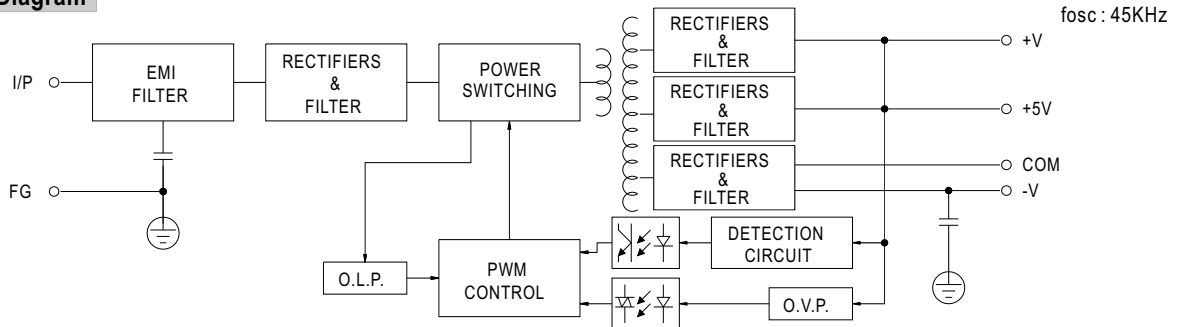 Diagram
fosc : 45KHz
I/P
EMI
FILTER
RECTIFIERS
&
FILTER
POWER
SWITCHING
RECTIFIERS
&
FILTER
+V
RECTIFIERS
&
FILTER
+5V
RECTIFIERS
&
FILTER
COM
-V
FG
DETECTION
CIRCUIT
O.L.P.
PWM
CONTROL
O.V.P.